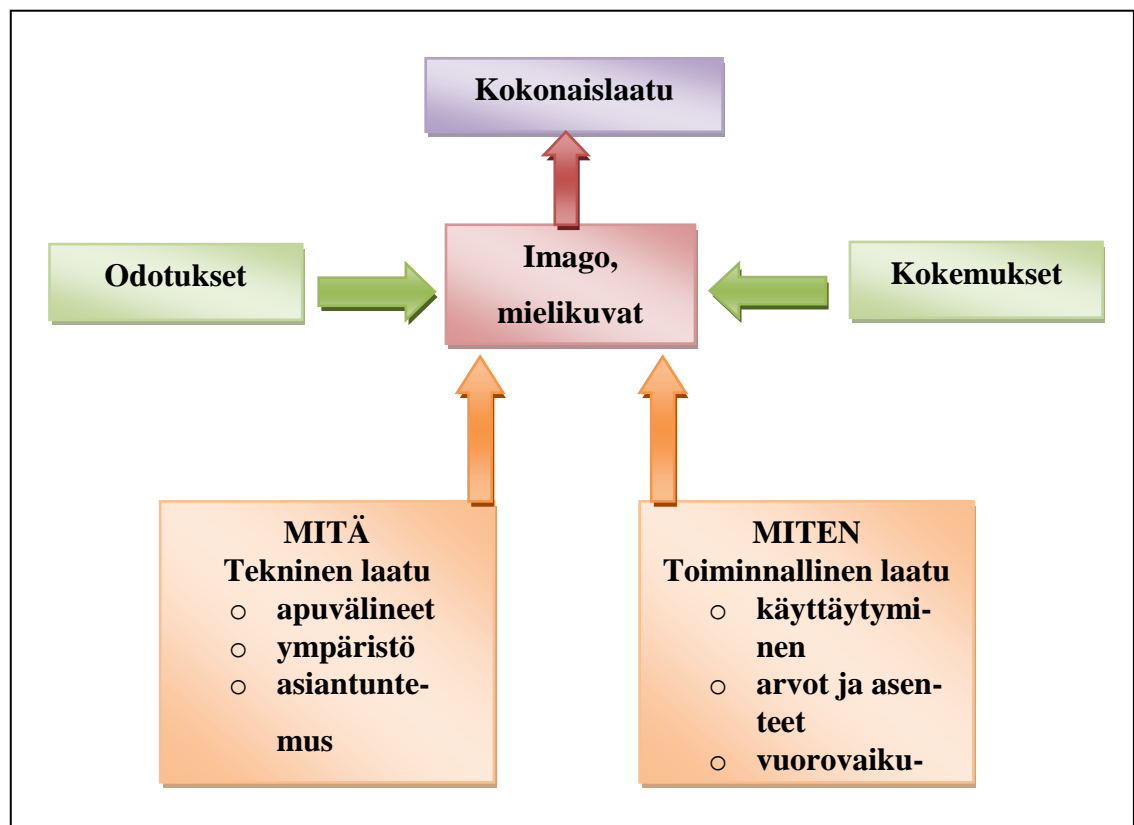 Kokonaislaatu
Odotukset
Imago,
mielikuvat
Kokemukset
MITÄ
Tekninen laatu
o apuvälineet
o ympäristö
o asiantunte-
mus
MITEN
Toiminnallinen laatu
o käyttäytymi-
nen
o arvot ja asen-
teet
o vuorovaiku-